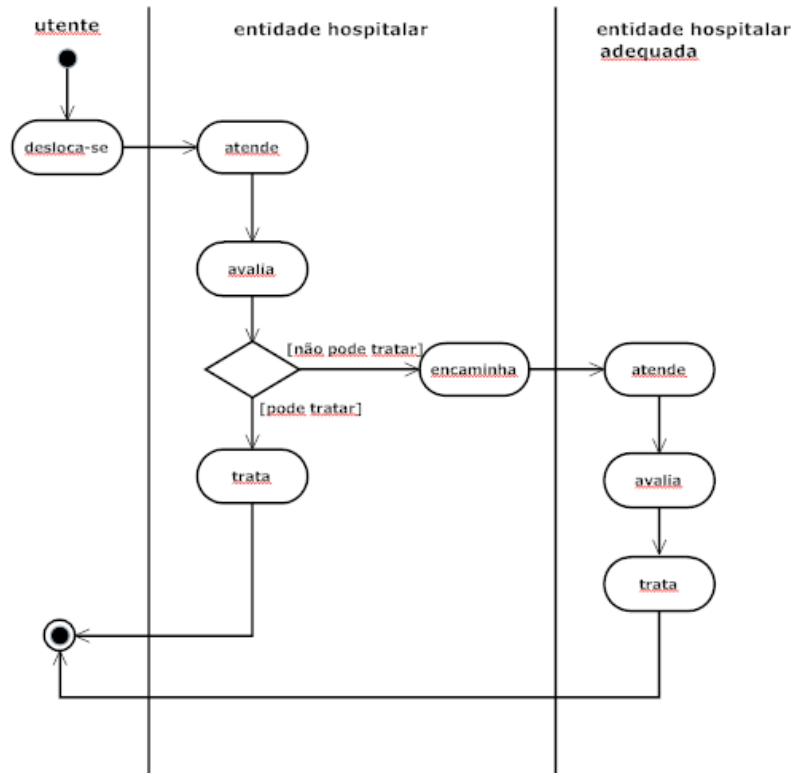 utente
entidade hospitalar
entidade hospitalar
adequada
desloca-se
atende
avalia
[não pode tratar]
encaminha
atende
[pode tratar]
trata
avalia
trata